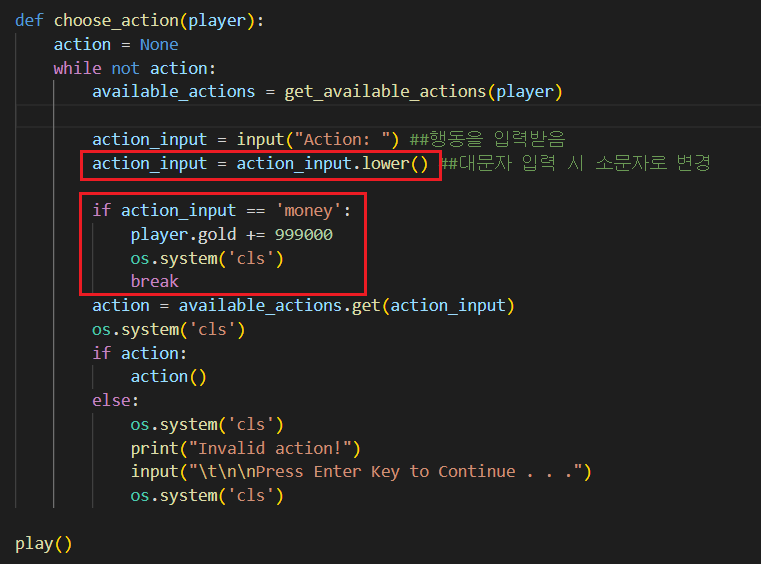 def choose_action(player):
action = None
while not action:
available_actions = get_available_actions(player)
action_input = input("Action: ") ##행동을 입력받음
action_input = action_input.lower() ##대문자 입력 시 소문자로 변경
if action_input == 'money':
player.gold += 999000
os.system('cls')
break
action = available_actions.get(action_input)
os.system('cls')
if action:
action()
else:
os.system('cls')
print("Invalid action!")
input("\t\n\nPress Enter Key to Continue . . .")
os.system('cls')
play()